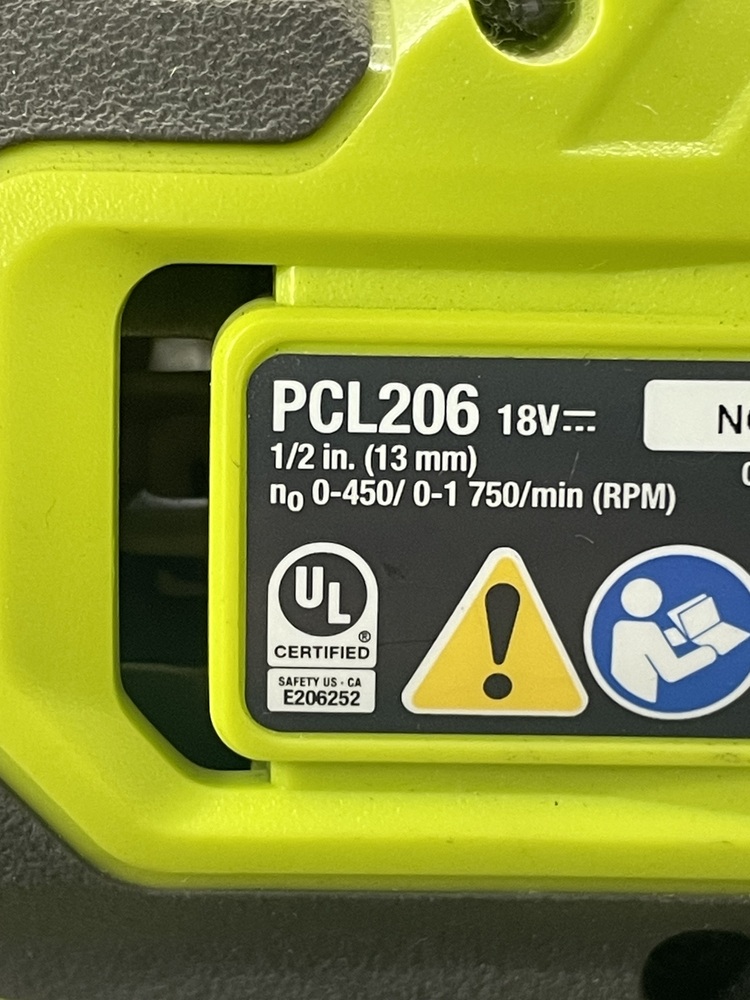 PCL206 18V
1/2 in. (13 mm)
n₀ 0-450/ 0-1 750/min (RPM)
UL
®
CERTIFIED
SAFETY US · CA
E206252